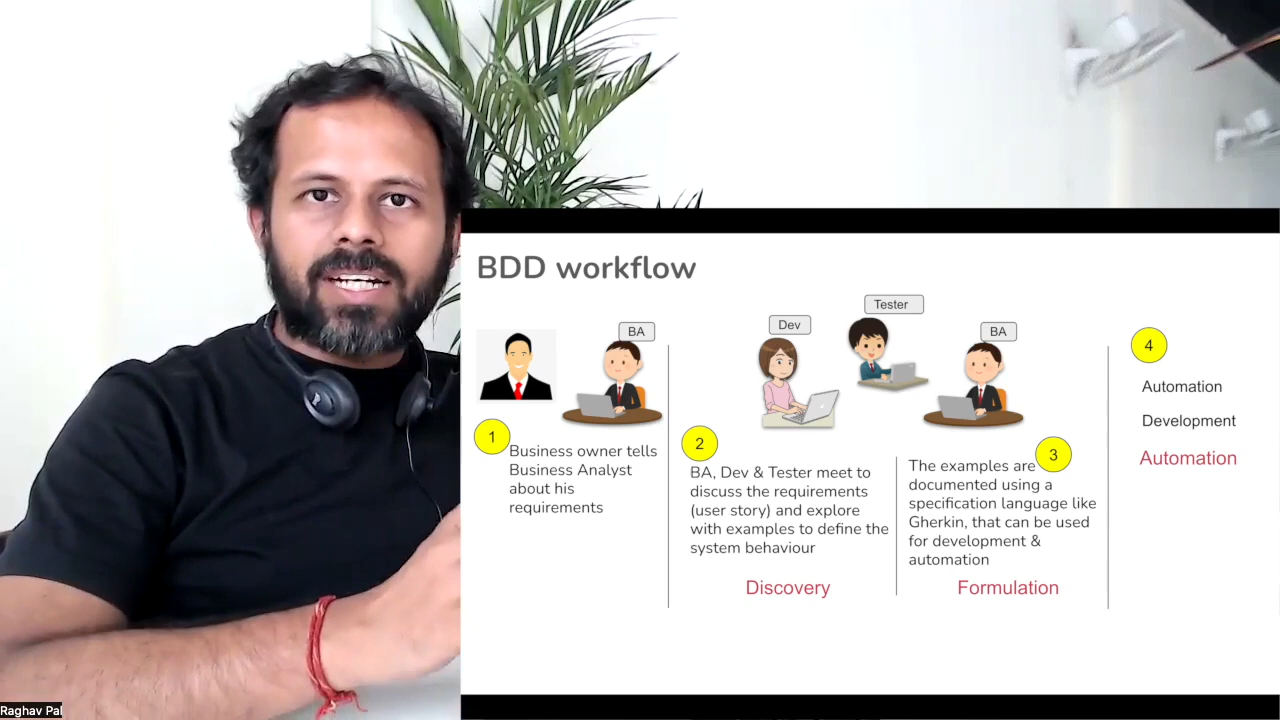 BDD workflow
BA
1
Business owner tells
Business Analyst
about his
requirements
Dev
Tester
BA
2
BA, Dev & Tester meet to
discuss the requirements
(user story) and explore
with examples to define the
system behaviour
Discovery
3
The examples are
documented using a
specification language like
Gherkin, that can be used
for development &
automation
Formulation
4
Automation
Development
Automation
Raghav Pal